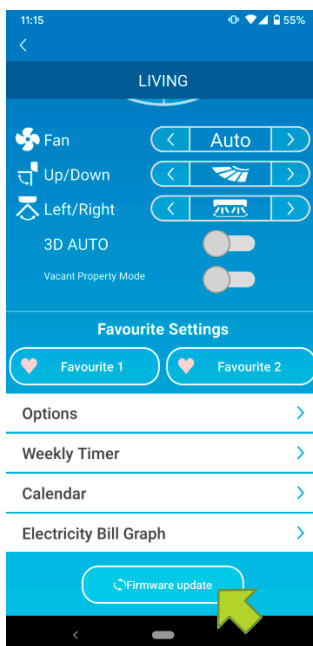 11:15 55%
LIVING
Fan Auto
Up/Down
Left/Right
3D AUTO
Vacant Property Mode
Favourite Settings
Favourite 1 Favourite 2
Options
Weekly Timer
Calendar
Electricity Bill Graph
Firmware update